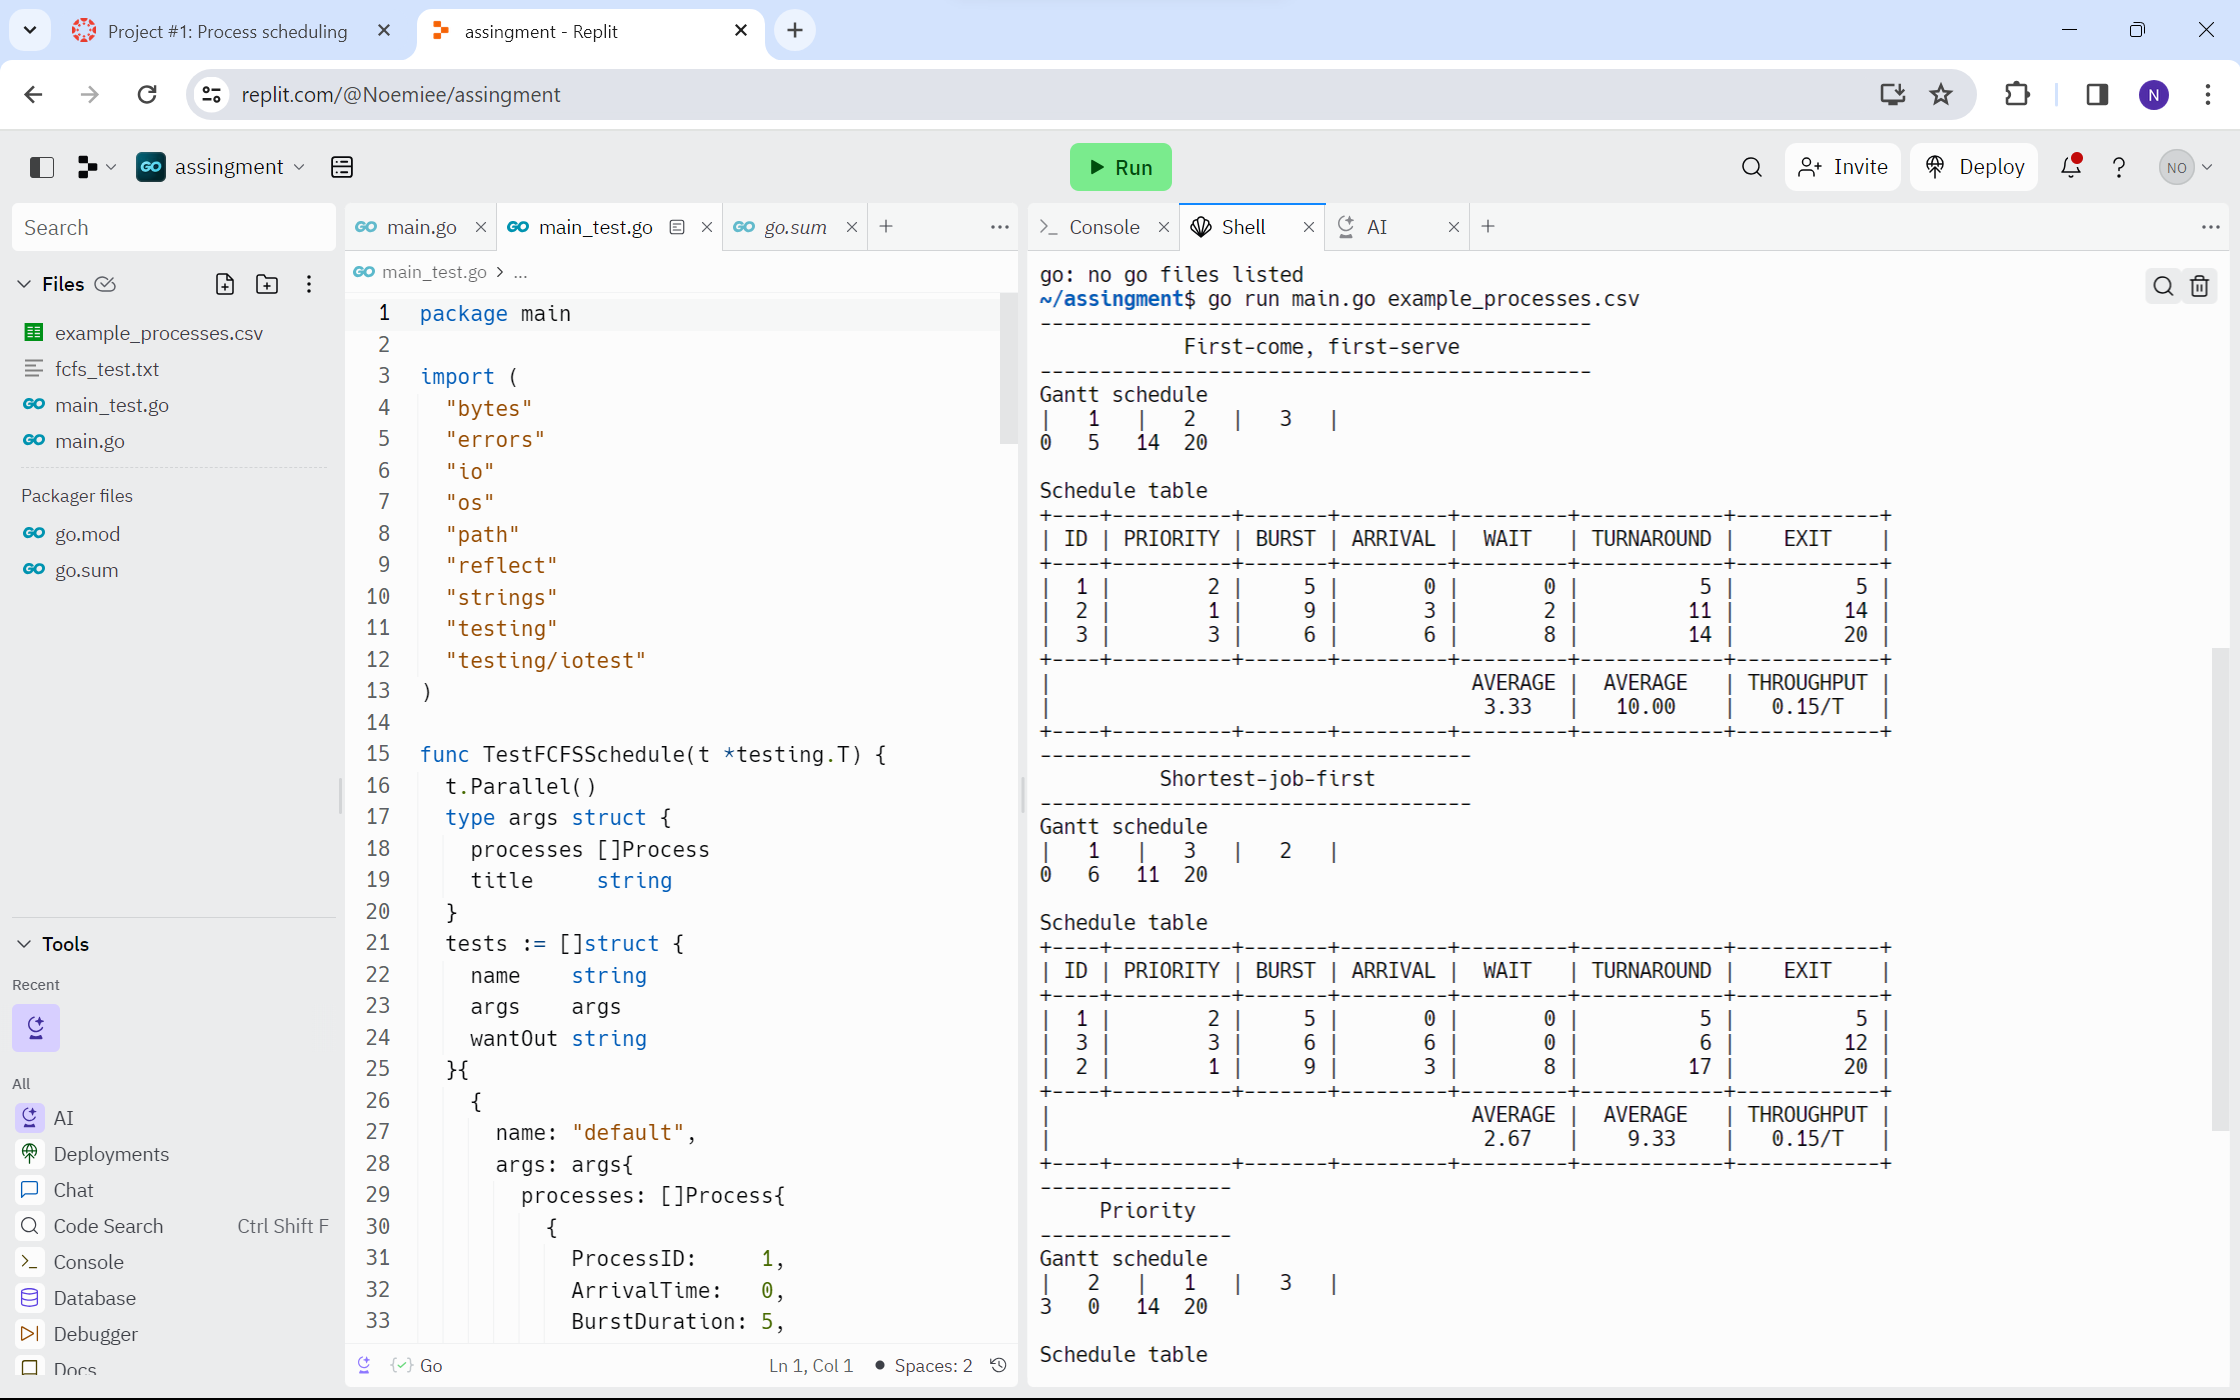 Project #1: Process scheduling
assingment - Replit
replit.com/@Noemiee/assingment
N
GO assingment
Run
Invite
Deploy
NO
Search
Files
example_processes.csv
fcfs_test.txt
GO main_test.go
GO main.go
Packager files
GO go.mod
GO go.sum
Tools
Recent
All
AI
Deployments
Chat
Code Search Ctrl Shift F
Console
Database
Debugger
Docs
GO main.go
GO main_test.go
GO go.sum
GO main_test.go > ...
1 package main
2
3 import (
4 "bytes"
5 "errors"
6 "io"
7 "os"
8 "path"
9 "reflect"
10 "strings"
11 "testing"
12 "testing/iotest"
13 )
14
15 func TestFCFSSchedule(t *testing.T) {
16 t.Parallel()
17 type args struct {
18 processes []Process
19 title string
20 }
21 tests := []struct {
22 name string
23 args args
24 wantOut string
25 }{
26 {
27 name: "default",
28 args: args{
29 processes: []Process{
30 {
31 ProcessID: 1,
32 ArrivalTime: 0,
33 BurstDuration: 5,
Go
Ln 1, Col 1
Spaces: 2
Console
Shell
AI
go: no go files listed
~/assingment$ go run main.go example_processes.csv
----------------------------------------------
First-come, first-serve
----------------------------------------------
Gantt schedule
| 1 | 2 | 3 |
0 5 14 20
Schedule table
+----+----------+-------+---------+---------+------------+------------+
| ID | PRIORITY | BURST | ARRIVAL | WAIT | TURNAROUND | EXIT |
+----+----------+-------+---------+---------+------------+------------+
| 1 | 2 | 5 | 0 | 0 | 5 | 5 |
| 2 | 1 | 9 | 3 | 2 | 11 | 14 |
| 3 | 3 | 6 | 6 | 8 | 14 | 20 |
+----+----------+-------+---------+---------+------------+------------+
| AVERAGE | AVERAGE | THROUGHPUT |
| 3.33 | 10.00 | 0.15/T |
+----+----------+-------+---------+---------+------------+------------+
------------------------------------
Shortest-job-first
------------------------------------
Gantt schedule
| 1 | 3 | 2 |
0 6 11 20
Schedule table
+----+----------+-------+---------+---------+------------+------------+
| ID | PRIORITY | BURST | ARRIVAL | WAIT | TURNAROUND | EXIT |
+----+----------+-------+---------+---------+------------+------------+
| 1 | 2 | 5 | 0 | 0 | 5 | 5 |
| 3 | 3 | 6 | 6 | 0 | 6 | 12 |
| 2 | 1 | 9 | 3 | 8 | 17 | 20 |
+----+----------+-------+---------+---------+------------+------------+
| AVERAGE | AVERAGE | THROUGHPUT |
| 2.67 | 9.33 | 0.15/T |
+----+----------+-------+---------+---------+------------+------------+
----------------
Priority
----------------
Gantt schedule
| 2 | 1 | 3 |
3 0 14 20
Schedule table